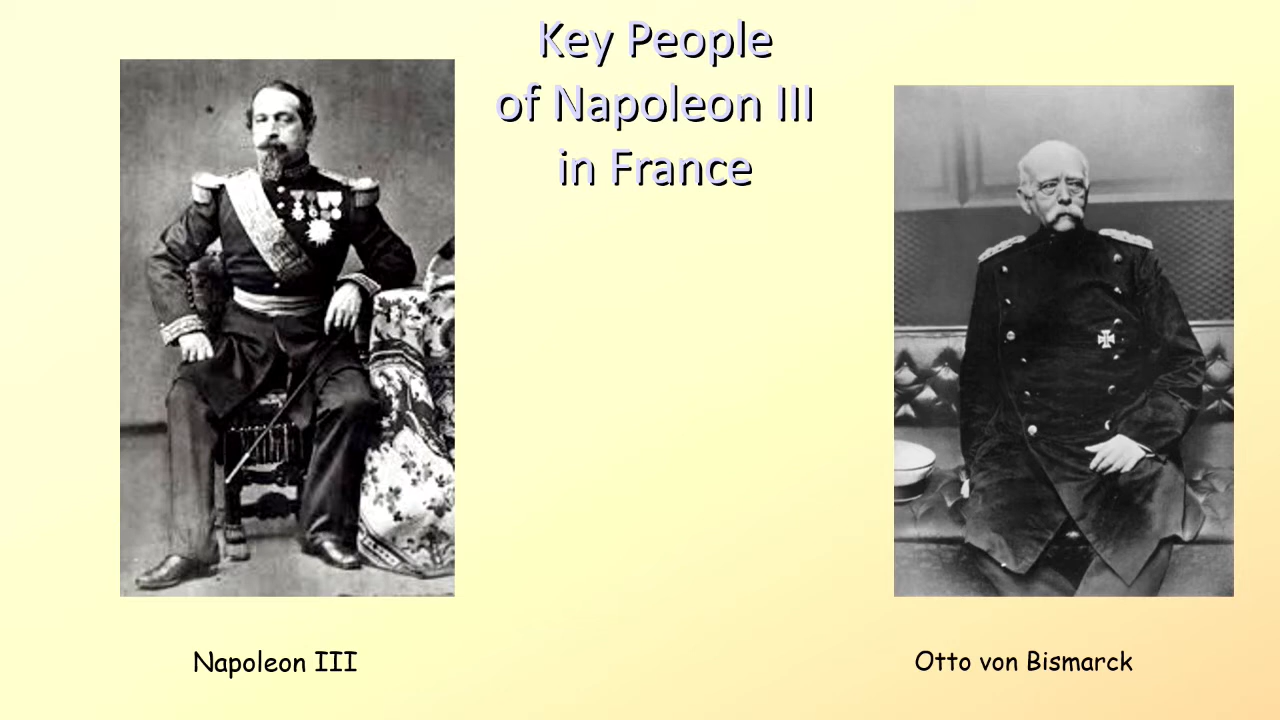 Key People
of Napoleon III
in France
Napoleon III
Otto von Bismarck